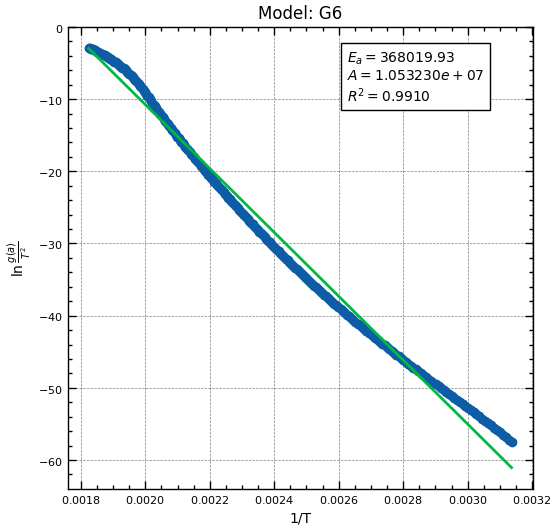 Model: G6
0
−10
−20
−30
−40
−50
−60
ln g(a)/T²
E_a = 368019.93
A = 1.053230e + 07
R² = 0.9910
0.0018 0.0020 0.0022 0.0024 0.0026 0.0028 0.0030 0.0032
1/T